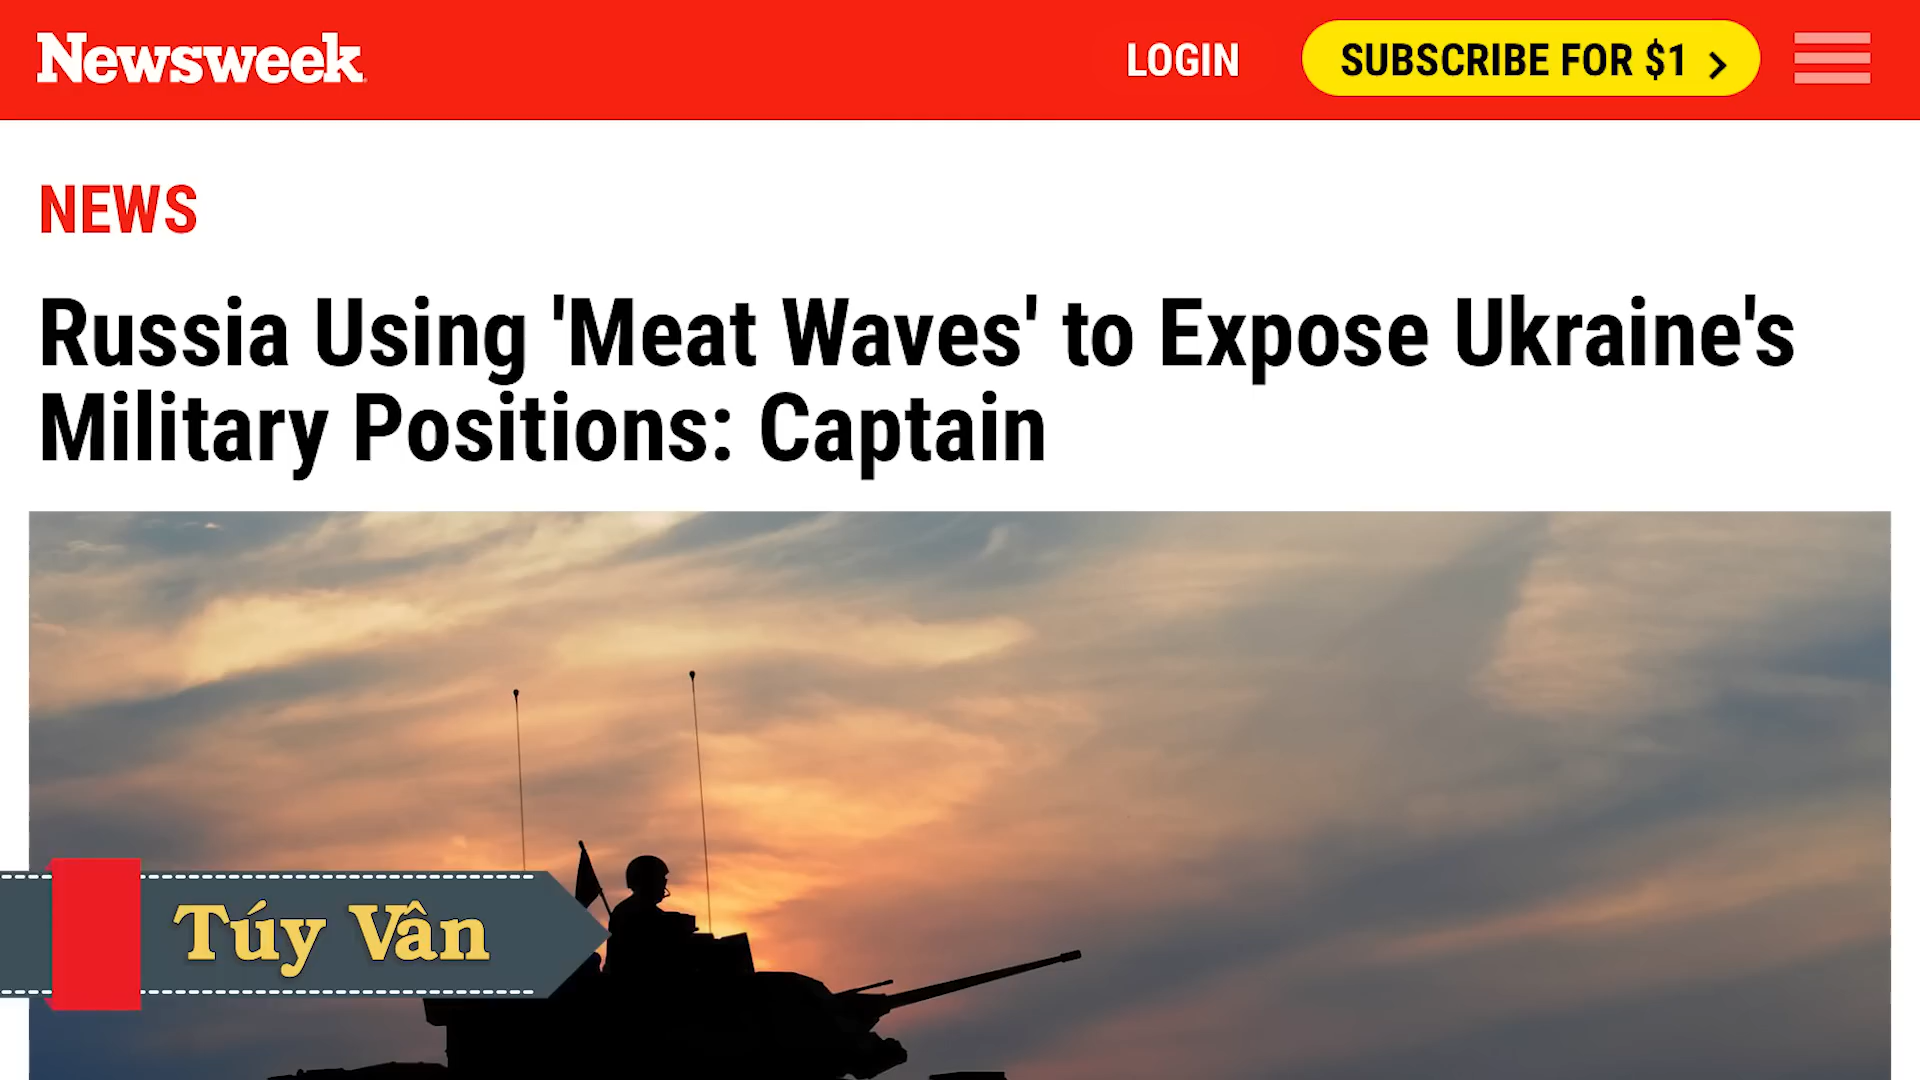 Newsweek
LOGIN
SUBSCRIBE FOR $1
NEWS
Russia Using 'Meat Waves' to Expose Ukraine's
Military Positions: Captain
Túy Vân